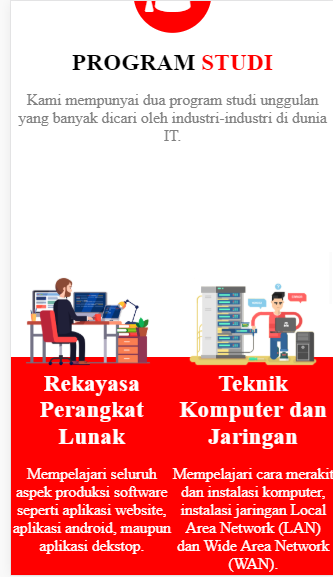 PROGRAM STUDI
Kami mempunyai dua program studi unggulan
yang banyak dicari oleh industri-industri di dunia
IT.
Rekayasa
Perangkat
Lunak
Mempelajari seluruh
aspek produksi software
seperti aplikasi website,
aplikasi android, maupun
aplikasi dekstop.
Teknik
Komputer dan
Jaringan
Mempelajari cara merakit
dan instalasi komputer,
instalasi jaringan Local
Area Network (LAN)
dan Wide Area Network
(WAN).